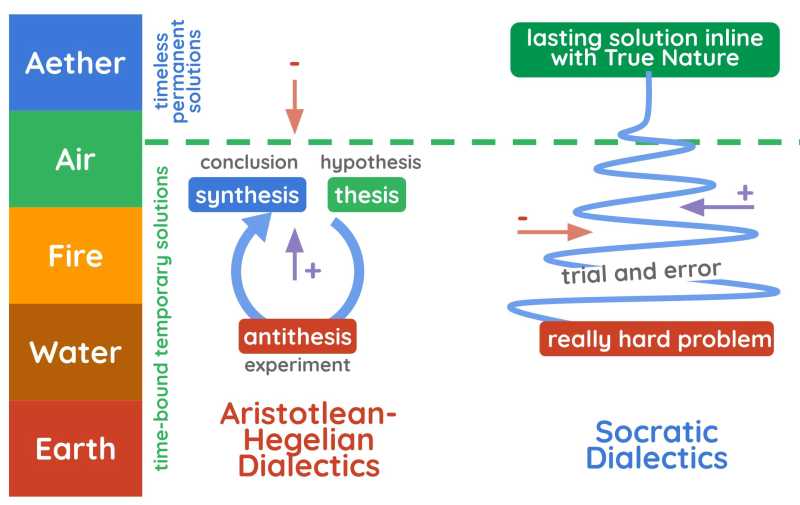 Aether
Air
Fire
Water
Earth
timeless
permanent
solutions
time-bound temporary solutions
-
conclusion
hypothesis
synthesis
thesis
+
antithesis
experiment
Aristotlean-
Hegelian
Dialectics
lasting solution inline
with True Nature
+
-
trial and error
really hard problem
Socratic
Dialectics